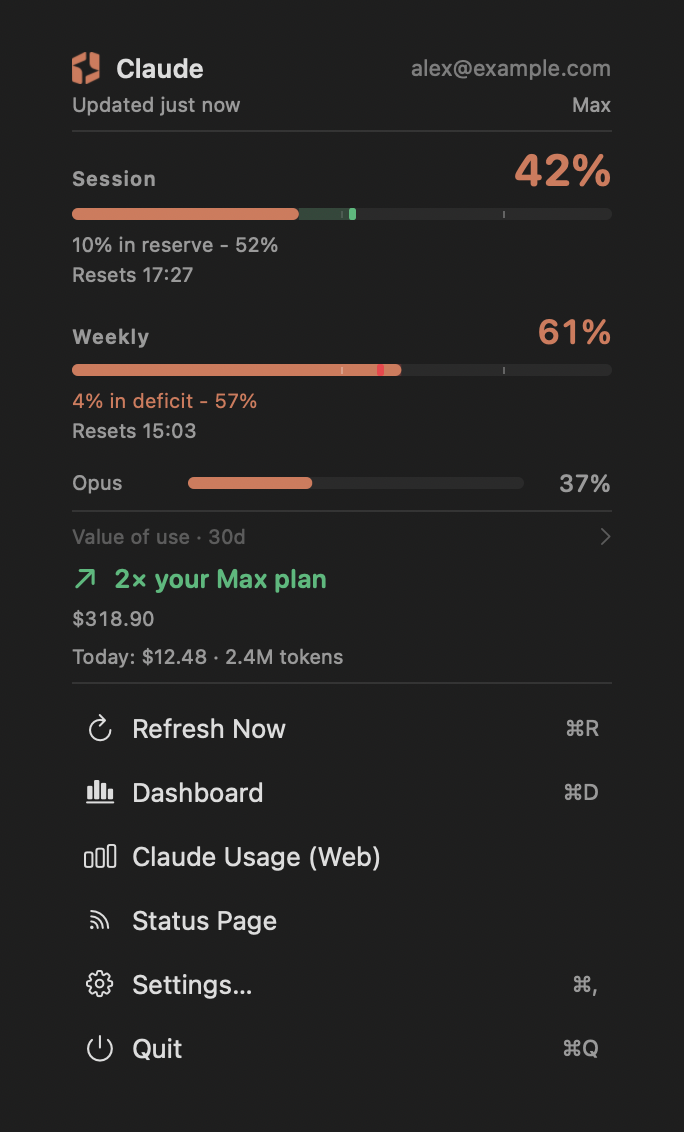 Claude
alex@example.com
Updated just now
Max
Session
42%
10% in reserve - 52%
Resets 17:27
Weekly
61%
4% in deficit - 57%
Resets 15:03
Opus
37%
Value of use · 30d
2× your Max plan
$318.90
Today: $12.48 · 2.4M tokens
Refresh Now
⌘R
Dashboard
⌘D
Claude Usage (Web)
Status Page
Settings...
⌘,
Quit
⌘Q